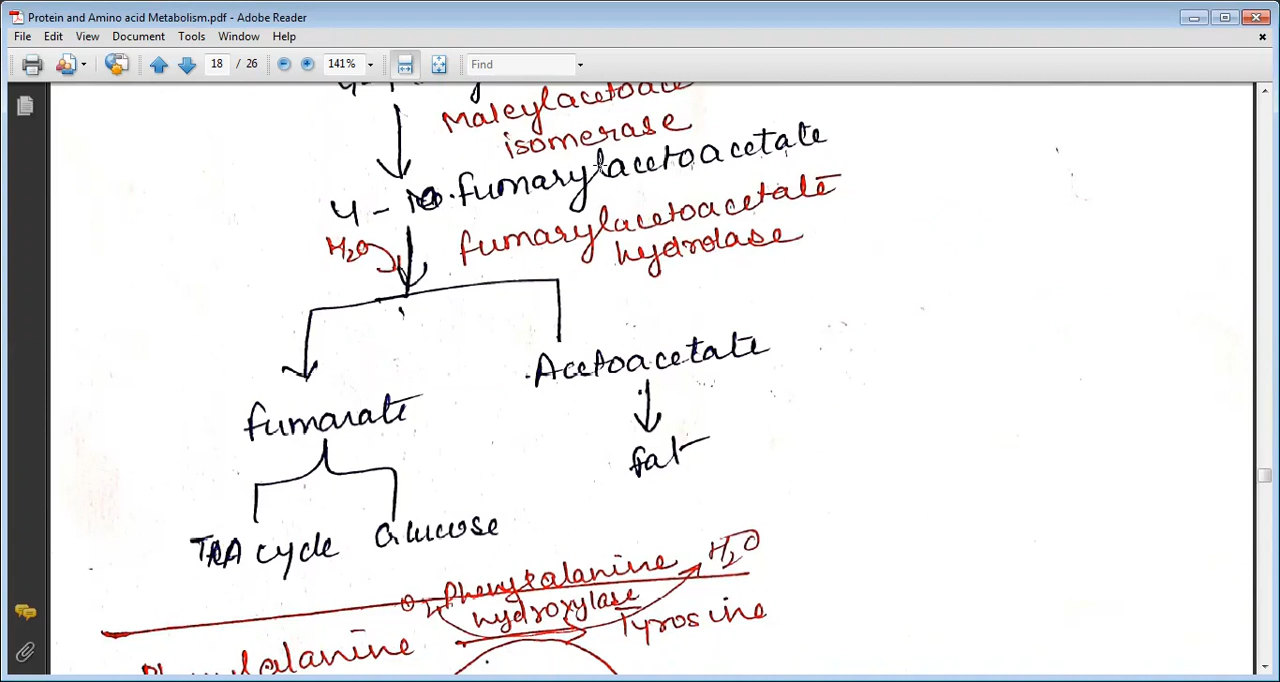 Protein and Amino acid Metabolism.pdf - Adobe Reader
File Edit View Document Tools Window Help
18 / 26 141% Find
Maleylacetoace
isomerase
4 - fumarylacetoacetate
H2O
fumarylacetoacetate
hydrolase
Acetoacetate
fumarate
fat
TCA cycle Glucose
Phenylalanine H2O
hydroxylase
Tyrosine
Phenylalanine